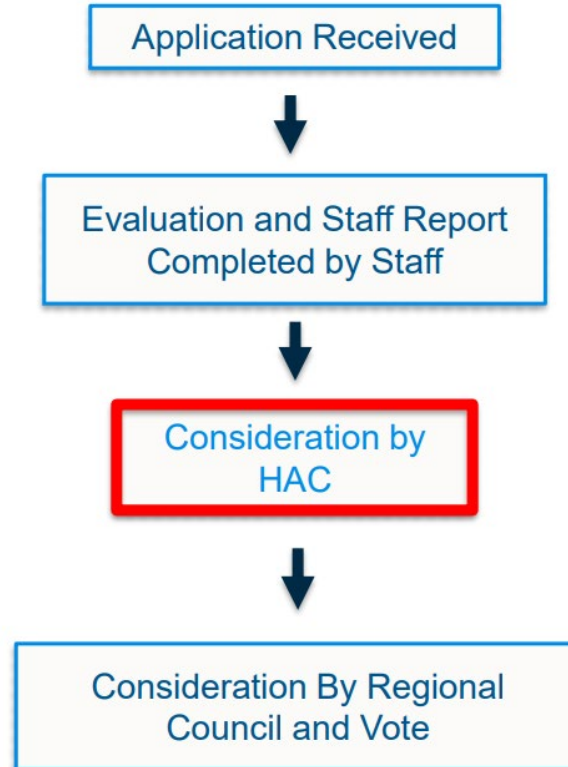 Application Received
Evaluation and Staff Report
Completed by Staff
Consideration by
HAC
Consideration By Regional
Council and Vote